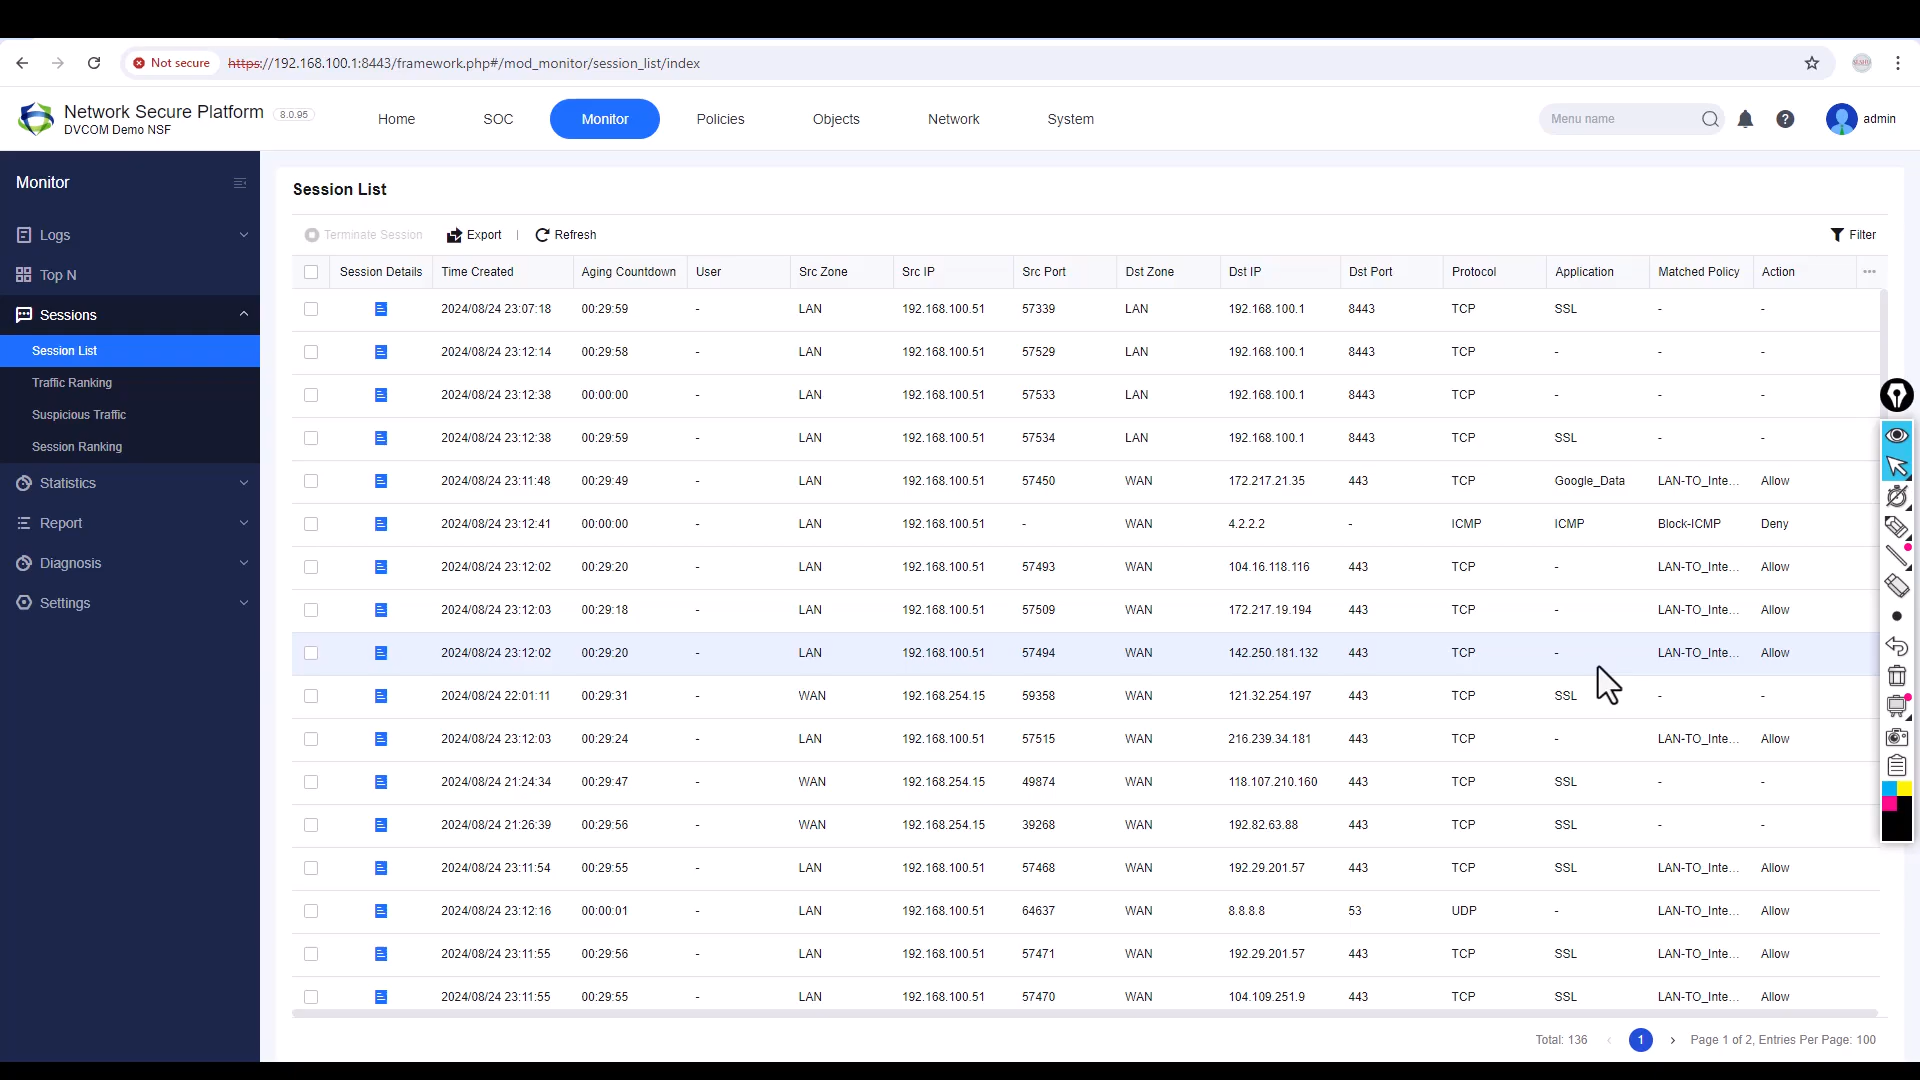 Not secure https://192.168.100.1:8443/framework.php#/mod_monitor/session_list/index
Network Secure Platform 8.0.95
DVCOM Demo NSF
Home SOC Monitor Policies Objects Network System
Menu name
admin
Monitor
Logs
Top N
Sessions
Session List
Traffic Ranking
Suspicious Traffic
Session Ranking
Statistics
Report
Diagnosis
Settings
Session List
Terminate Session Export | Refresh Filter
Session Details Time Created Aging Countdown User Src Zone Src IP Src Port Dst Zone Dst IP Dst Port Protocol Application Matched Policy Action
2024/08/24 23:07:18 00:29:59 - LAN 192.168.100.51 57339 LAN 192.168.100.1 8443 TCP SSL - -
2024/08/24 23:12:14 00:29:58 - LAN 192.168.100.51 57529 LAN 192.168.100.1 8443 TCP - - -
2024/08/24 23:12:38 00:00:00 - LAN 192.168.100.51 57533 LAN 192.168.100.1 8443 TCP - - -
2024/08/24 23:12:38 00:29:59 - LAN 192.168.100.51 57534 LAN 192.168.100.1 8443 TCP SSL - -
2024/08/24 23:11:48 00:29:49 - LAN 192.168.100.51 57450 WAN 172.217.21.35 443 TCP Google_Data LAN-TO_Inte... Allow
2024/08/24 23:12:41 00:00:00 - LAN 192.168.100.51 - WAN 4.2.2.2 - ICMP ICMP Block-ICMP Deny
2024/08/24 23:12:02 00:29:20 - LAN 192.168.100.51 57493 WAN 104.16.118.116 443 TCP - LAN-TO_Inte... Allow
2024/08/24 23:12:03 00:29:18 - LAN 192.168.100.51 57509 WAN 172.217.19.194 443 TCP - LAN-TO_Inte... Allow
2024/08/24 23:12:02 00:29:20 - LAN 192.168.100.51 57494 WAN 142.250.181.132 443 TCP - LAN-TO_Inte... Allow
2024/08/24 22:01:11 00:29:31 - WAN 192.168.254.15 59358 WAN 121.32.254.197 443 TCP SSL - -
2024/08/24 23:12:03 00:29:24 - LAN 192.168.100.51 57515 WAN 216.239.34.181 443 TCP - LAN-TO_Inte... Allow
2024/08/24 21:24:34 00:29:47 - WAN 192.168.254.15 49874 WAN 118.107.210.160 443 TCP SSL - -
2024/08/24 21:26:39 00:29:56 - WAN 192.168.254.15 39268 WAN 192.82.63.88 443 TCP SSL - -
2024/08/24 23:11:54 00:29:55 - LAN 192.168.100.51 57468 WAN 192.29.201.57 443 TCP SSL LAN-TO_Inte... Allow
2024/08/24 23:12:16 00:00:01 - LAN 192.168.100.51 64637 WAN 8.8.8.8 53 UDP - LAN-TO_Inte... Allow
2024/08/24 23:11:55 00:29:56 - LAN 192.168.100.51 57471 WAN 192.29.201.57 443 TCP SSL LAN-TO_Inte... Allow
2024/08/24 23:11:55 00:29:55 - LAN 192.168.100.51 57470 WAN 104.109.251.9 443 TCP SSL LAN-TO_Inte... Allow
Total: 136 < 1 > Page 1 of 2, Entries Per Page: 100